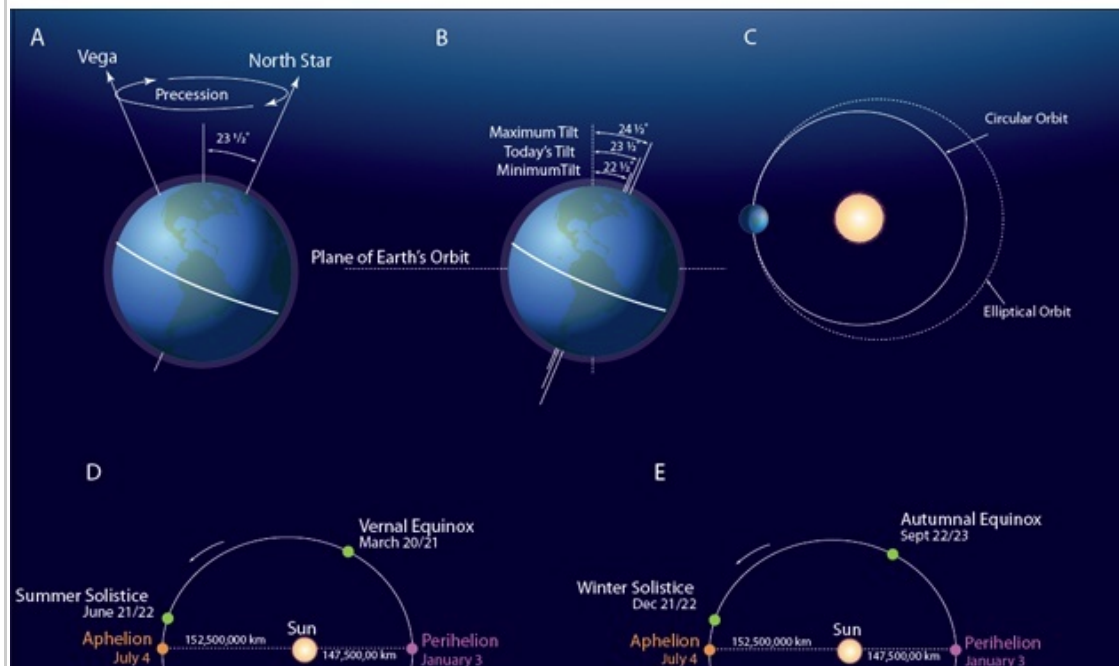 A
Vega
North Star
Precession
23 ½°
B
Maximum Tilt
24 ½°
Today's Tilt
23 ½°
MinimumTilt
22 ½°
Plane of Earth's Orbit
C
Circular Orbit
Elliptical Orbit
D
Vernal Equinox
March 20/21
Summer Solistice
June 21/22
Aphelion
July 4
152,500,000 km
Sun
147,500,00 km
Perihelion
January 3
E
Autumnal Equinox
Sept 22/23
Winter Solistice
Dec 21/22
Aphelion
July 4
152,500,000 km
Sun
147,500,00 km
Perihelion
January 3